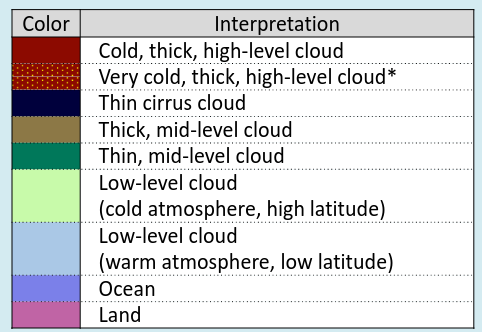 Color Interpretation
Cold, thick, high-level cloud
Very cold, thick, high-level cloud*
Thin cirrus cloud
Thick, mid-level cloud
Thin, mid-level cloud
Low-level cloud
(cold atmosphere, high latitude)
Low-level cloud
(warm atmosphere, low latitude)
Ocean
Land